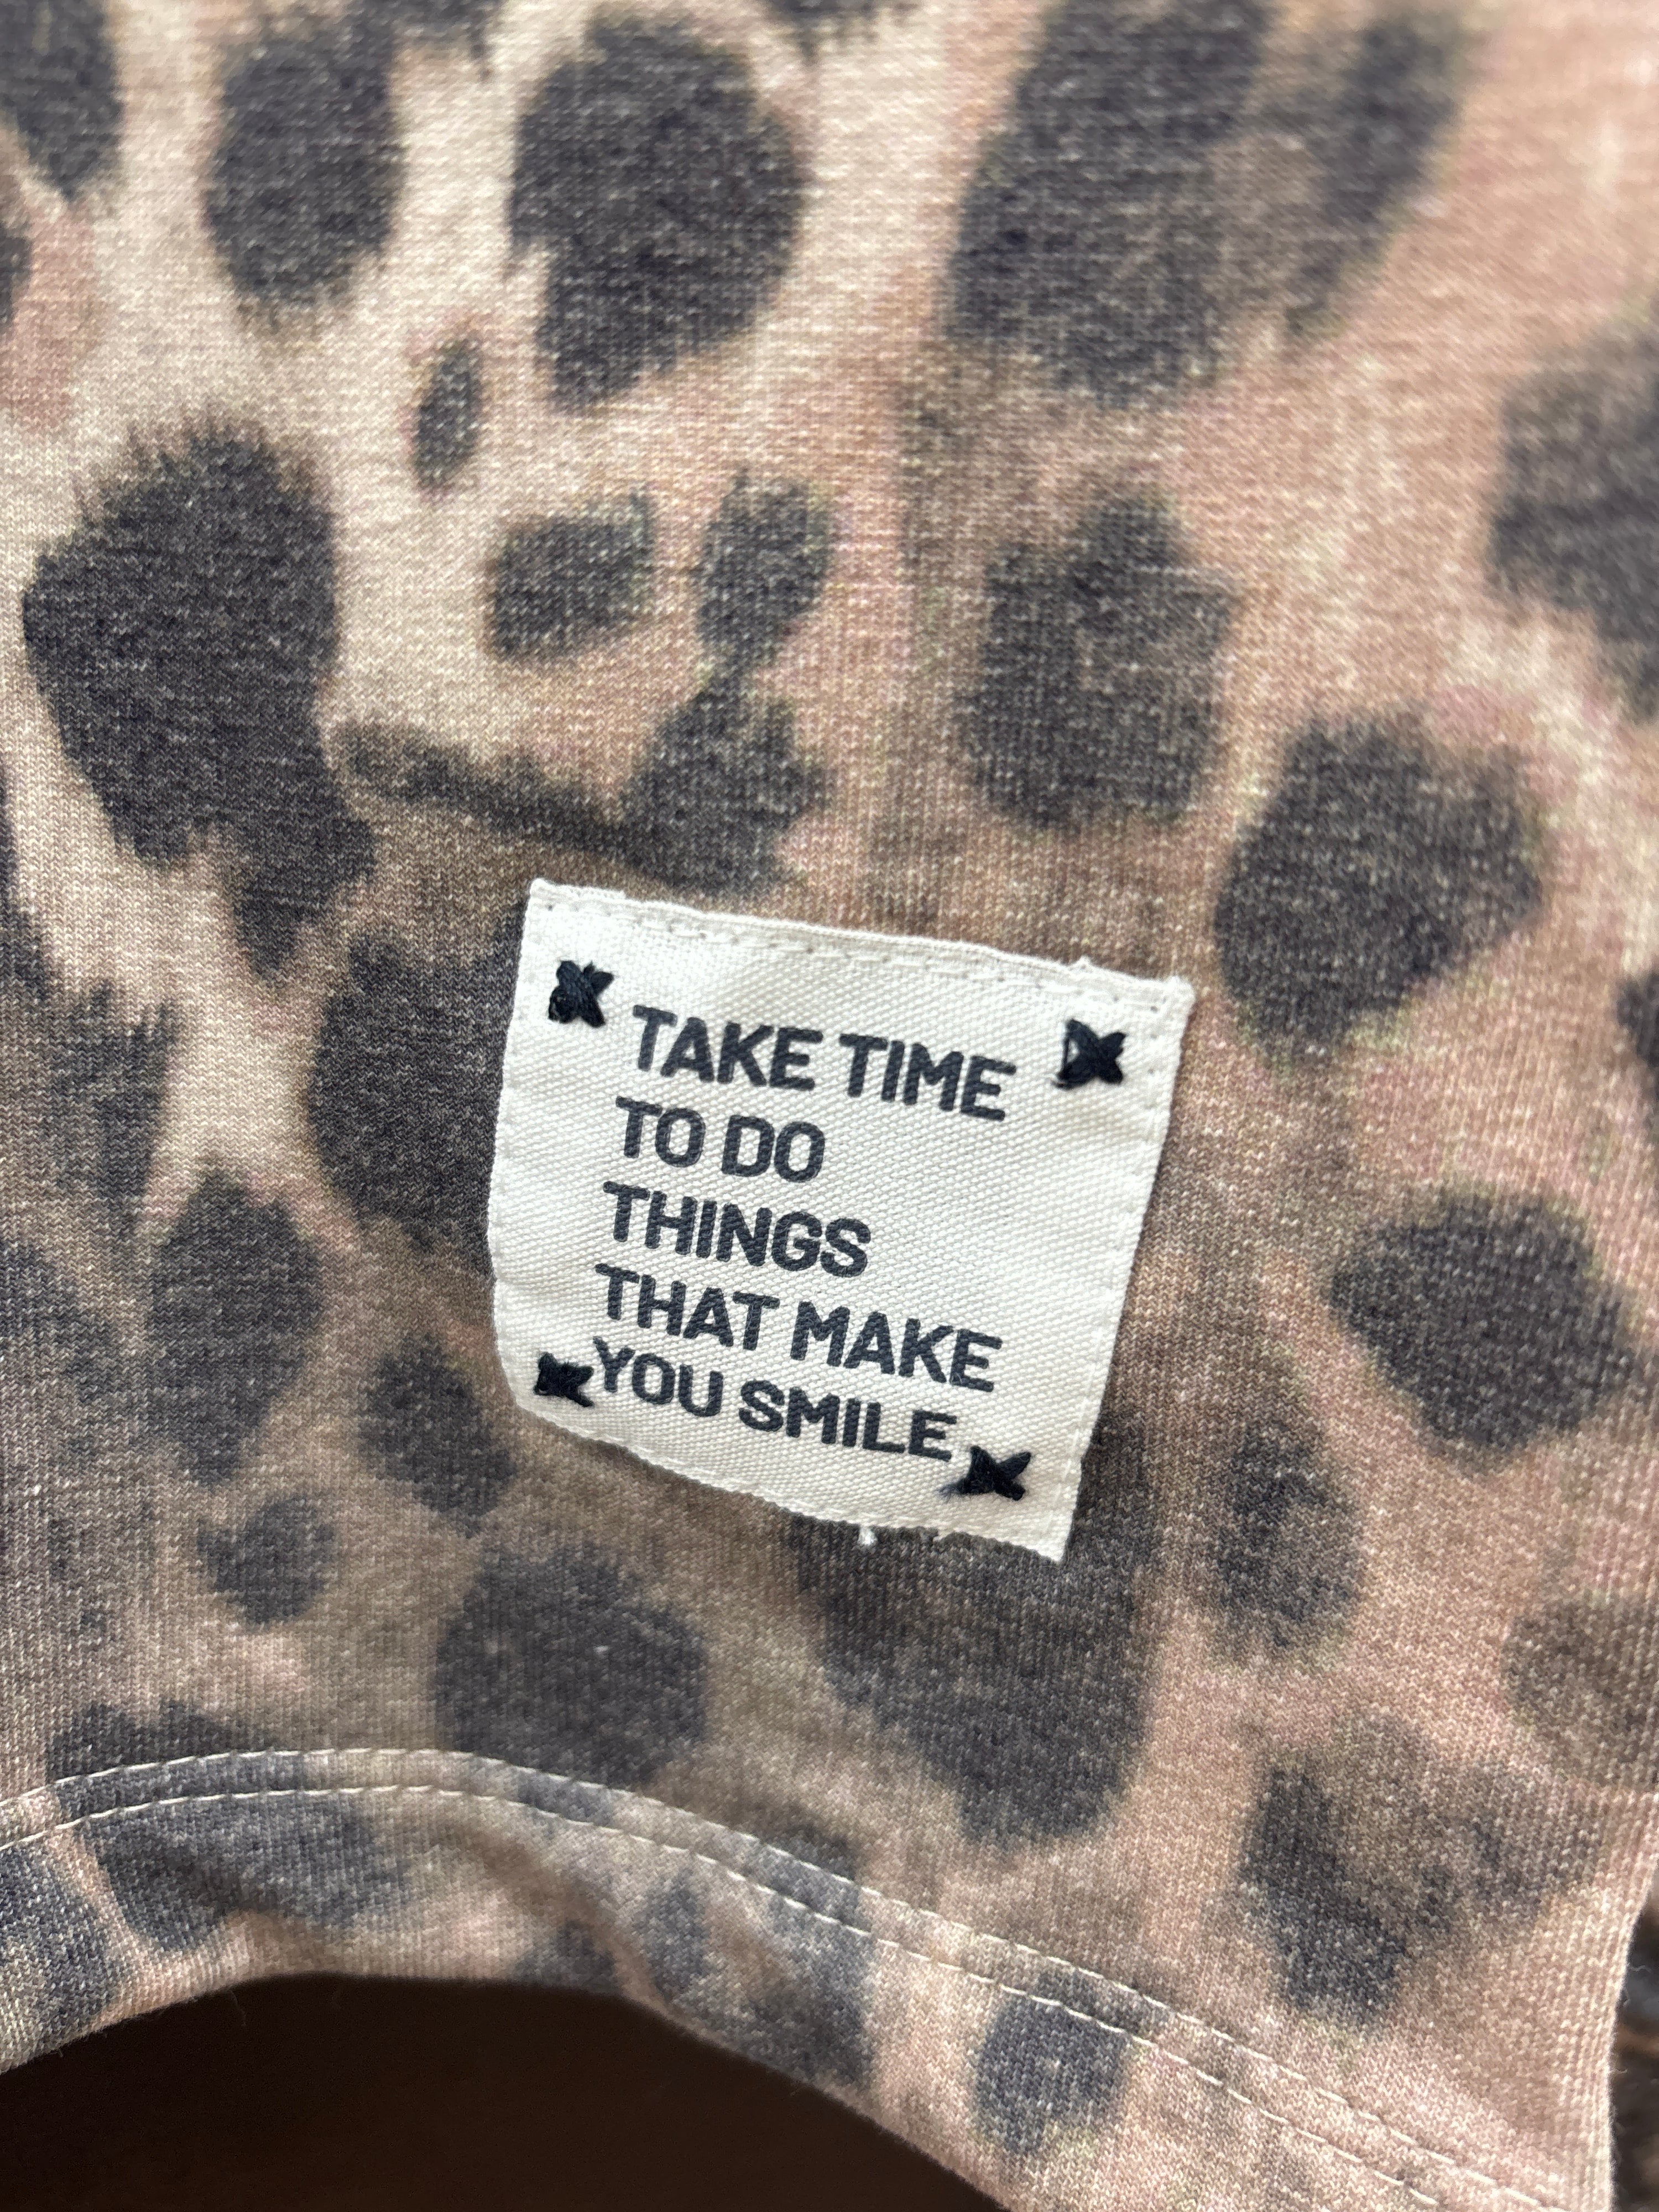 TAKE TIME
TO DO
THINGS
THAT MAKE
YOU SMILE